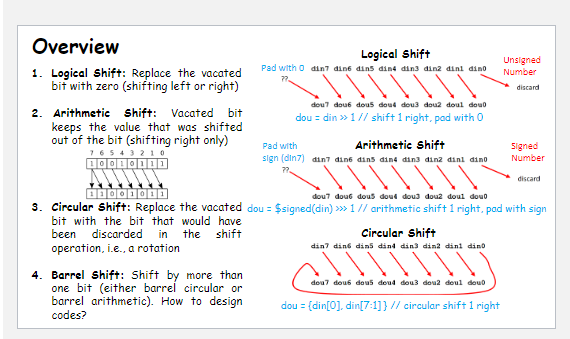 Overview
1. Logical Shift: Replace the vacated
bit with zero (shifting left or right)
2. Arithmetic Shift: Vacated bit
keeps the value that was shifted
out of the bit (shifting right only)
7 6 5 4 3 2 1 0
1 0 0 1 0 1 1 1
1 1 0 0 1 0 1 1
3. Circular Shift: Replace the vacated
bit with the bit that would have
been discarded in the shift
operation, i.e., a rotation
4. Barrel Shift: Shift by more than
one bit (either barrel circular or
barrel arithmetic). How to design
codes?
Logical Shift
Unsigned
Number
Pad with 0
din7 din6 din5 din4 din3 din2 din1 din0
??
discard
dou7 dou6 dou5 dou4 dou3 dou2 dou1 dou0
dou = din >> 1 // shift 1 right, pad with 0
Arithmetic Shift
Signed
Number
Pad with
sign (din7)
din7 din6 din5 din4 din3 din2 din1 din0
??
discard
dou7 dou6 dou5 dou4 dou3 dou2 dou1 dou0
dou = $signed(din) >>> 1 // arithmetic shift 1 right, pad with sign
Circular Shift
din7 din6 din5 din4 din3 din2 din1 din0
dou7 dou6 dou5 dou4 dou3 dou2 dou1 dou0
dou = {din[0], din[7:1]} // circular shift 1 right